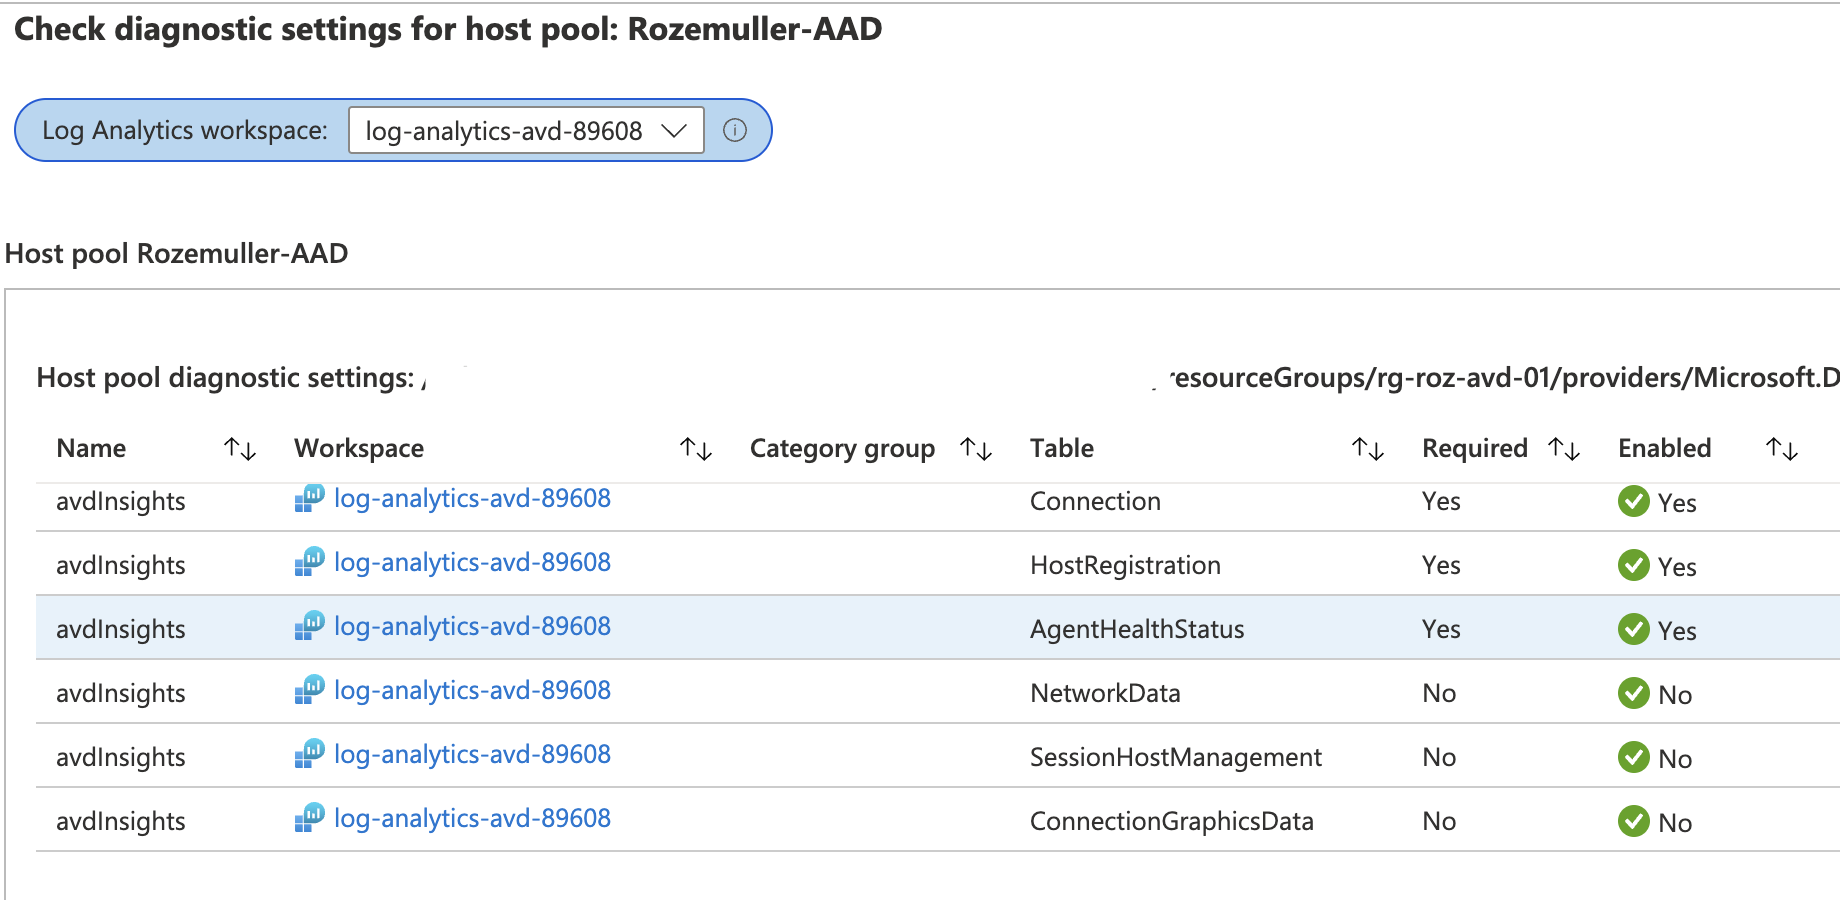 Check diagnostic settings for host pool: Rozemuller-AAD
Log Analytics workspace: log-analytics-avd-89608
Host pool Rozemuller-AAD
Host pool diagnostic settings: / resourceGroups/rg-roz-avd-01/providers/Microsoft.D
Name Workspace Category group Table Required Enabled
avdInsights log-analytics-avd-89608 Connection Yes Yes
avdInsights log-analytics-avd-89608 HostRegistration Yes Yes
avdInsights log-analytics-avd-89608 AgentHealthStatus Yes Yes
avdInsights log-analytics-avd-89608 NetworkData No No
avdInsights log-analytics-avd-89608 SessionHostManagement No No
avdInsights log-analytics-avd-89608 ConnectionGraphicsData No No